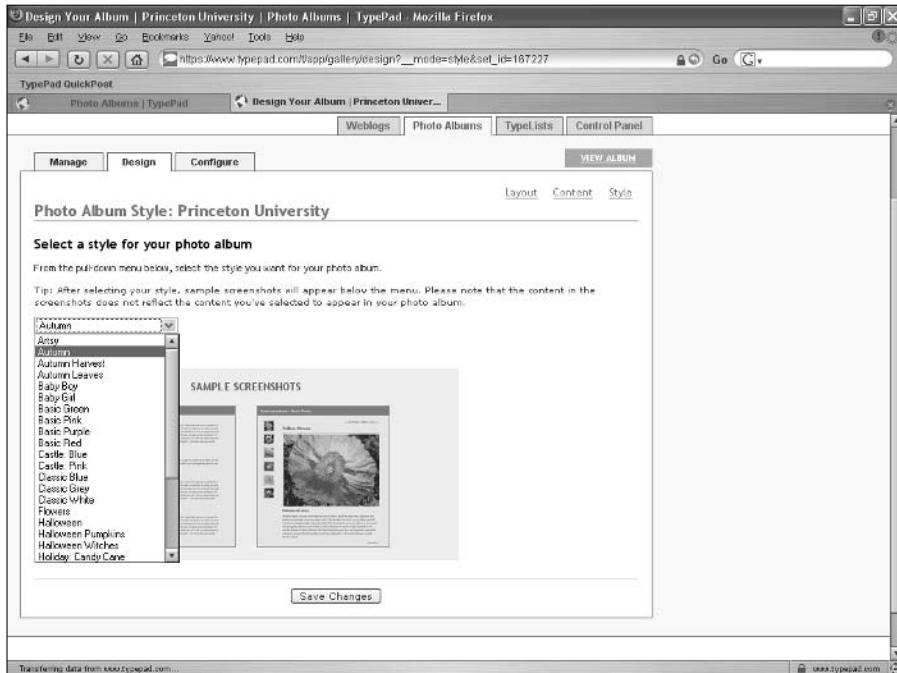 Design Your Album | Princeton University | Photo Albums | TypePad - Mozilla Firefox
File Edit View Go Bookmarks Yahoo! Tools Help
https://www.typepad.com/t/app/gallery/design?__mode=style&set_id=167227
Go
TypePad QuickPost
Photo Albums | TypePad
Design Your Album | Princeton Univer...
Weblogs Photo Albums TypeLists Control Panel
Manage Design Configure
VIEW ALBUM
Layout Content Style
Photo Album Style: Princeton University
Select a style for your photo album
From the pull-down menu below, select the style you want for your photo album.
Tip: After selecting your style, sample screenshots will appear below the menu. Please note that the content in the
screenshots does not reflect the content you've selected to appear in your photo album.
Autumn
Artsy
Autumn
Autumn Harvest
Autumn Leaves
Baby Boy
Baby Girl
Basic Green
Basic Pink
Basic Purple
Basic Red
Castle: Blue
Castle: Pink
Classic Blue
Classic Grey
Classic White
Flowers
Halloween
Halloween Pumpkins
Halloween Witches
Holiday: Candy Cane
SAMPLE SCREENSHOTS
Save Changes
Transferring data from www.typepad.com...
www.typepad.com